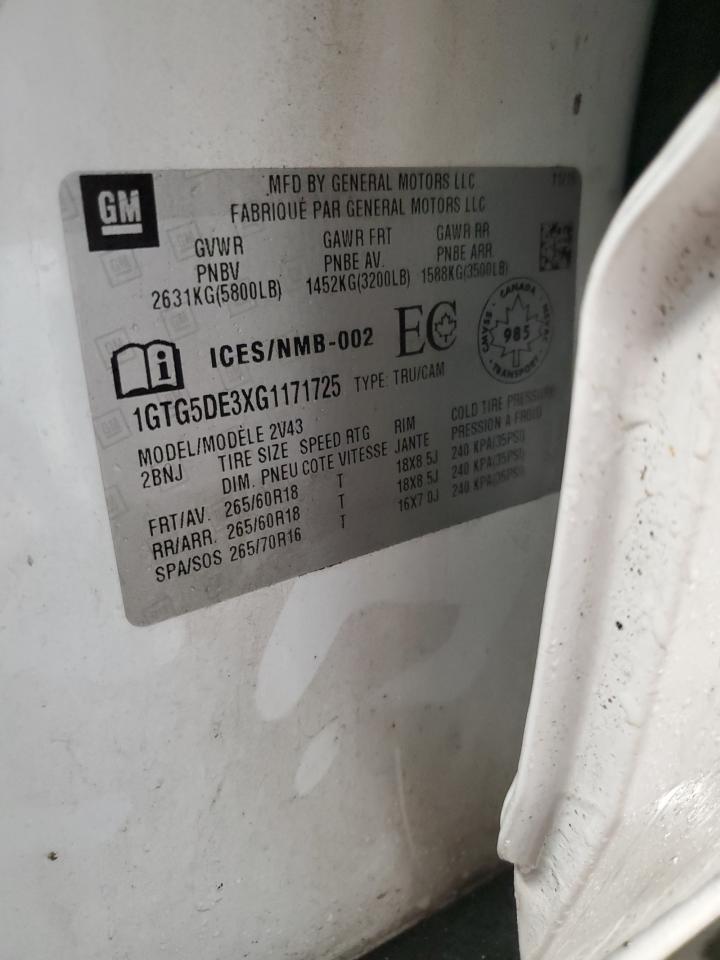 GM
MFD BY GENERAL MOTORS LLC
FABRIQUÉ PAR GENERAL MOTORS LLC
GVWR GAWR FRT GAWR RR
PNBV PNBE AV. PNBE ARR.
2631KG(5800LB) 1452KG(3200LB) 1588KG(3500LB)
ICES/NMB-002 EC
CANADA
985
TRANSPORT
1GTG5DE3XG1171725 TYPE: TRU/CAM
MODEL/MODÈLE 2V43
2BNJ TIRE SIZE SPEED RTG RIM COLD TIRE PRESSURE
DIM. PNEU COTE VITESSE JANTE PRESSION A FROID
FRT/AV. 265/60R18 T 18X8.5J 240 KPA(35PSI)
RR/ARR. 265/60R18 T 18X8.5J 240 KPA(35PSI)
SPA/SOS 265/70R16 T 16X7.0J 240 KPA(35PSI)